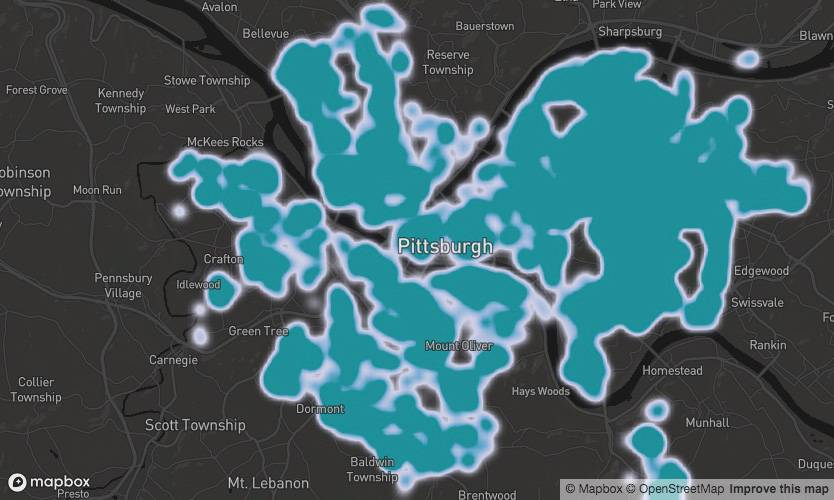 Avalon
Park View
Bellevue
Bauerstown
Sharpsburg
Blawn
Reserve
Township
Stowe Township
Forest Grove
Kennedy
Township
West Park
McKees Rocks
obinson
ownship
Moon Run
Pittsburgh
Crafton
Pennsbury
Village
Idlewood
Edgewood
Swissvale
Green Tree
Mount Oliver
Rankin
Carnegie
Homestead
Collier
Township
Hays Woods
Dormont
Scott Township
Munhall
Baldwin
Township
Duque
Mt. Lebanon
mapbox
Presto
Brentwood
© Mapbox © OpenStreetMap Improve this map